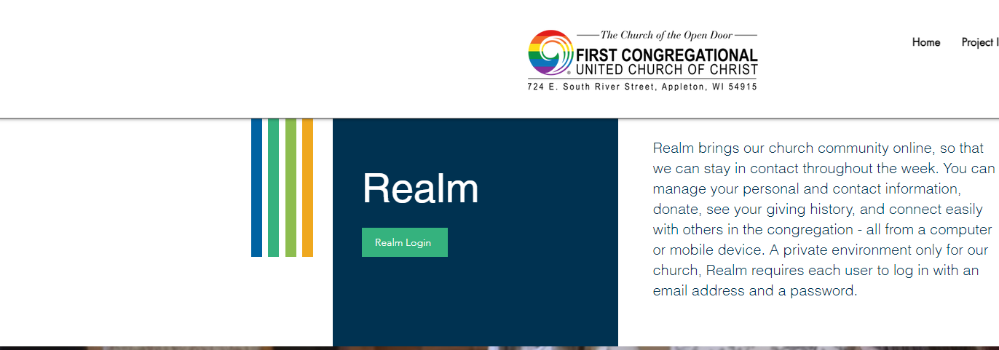 The Church of the Open Door
FIRST CONGREGATIONAL
UNITED CHURCH OF CHRIST
®
724 E. South River Street, Appleton, WI 54915
Home
Project
Realm
Realm Login
Realm brings our church community online, so that
we can stay in contact throughout the week. You can
manage your personal and contact information,
donate, see your giving history, and connect easily
with others in the congregation - all from a computer
or mobile device. A private environment only for our
church, Realm requires each user to log in with an
email address and a password.